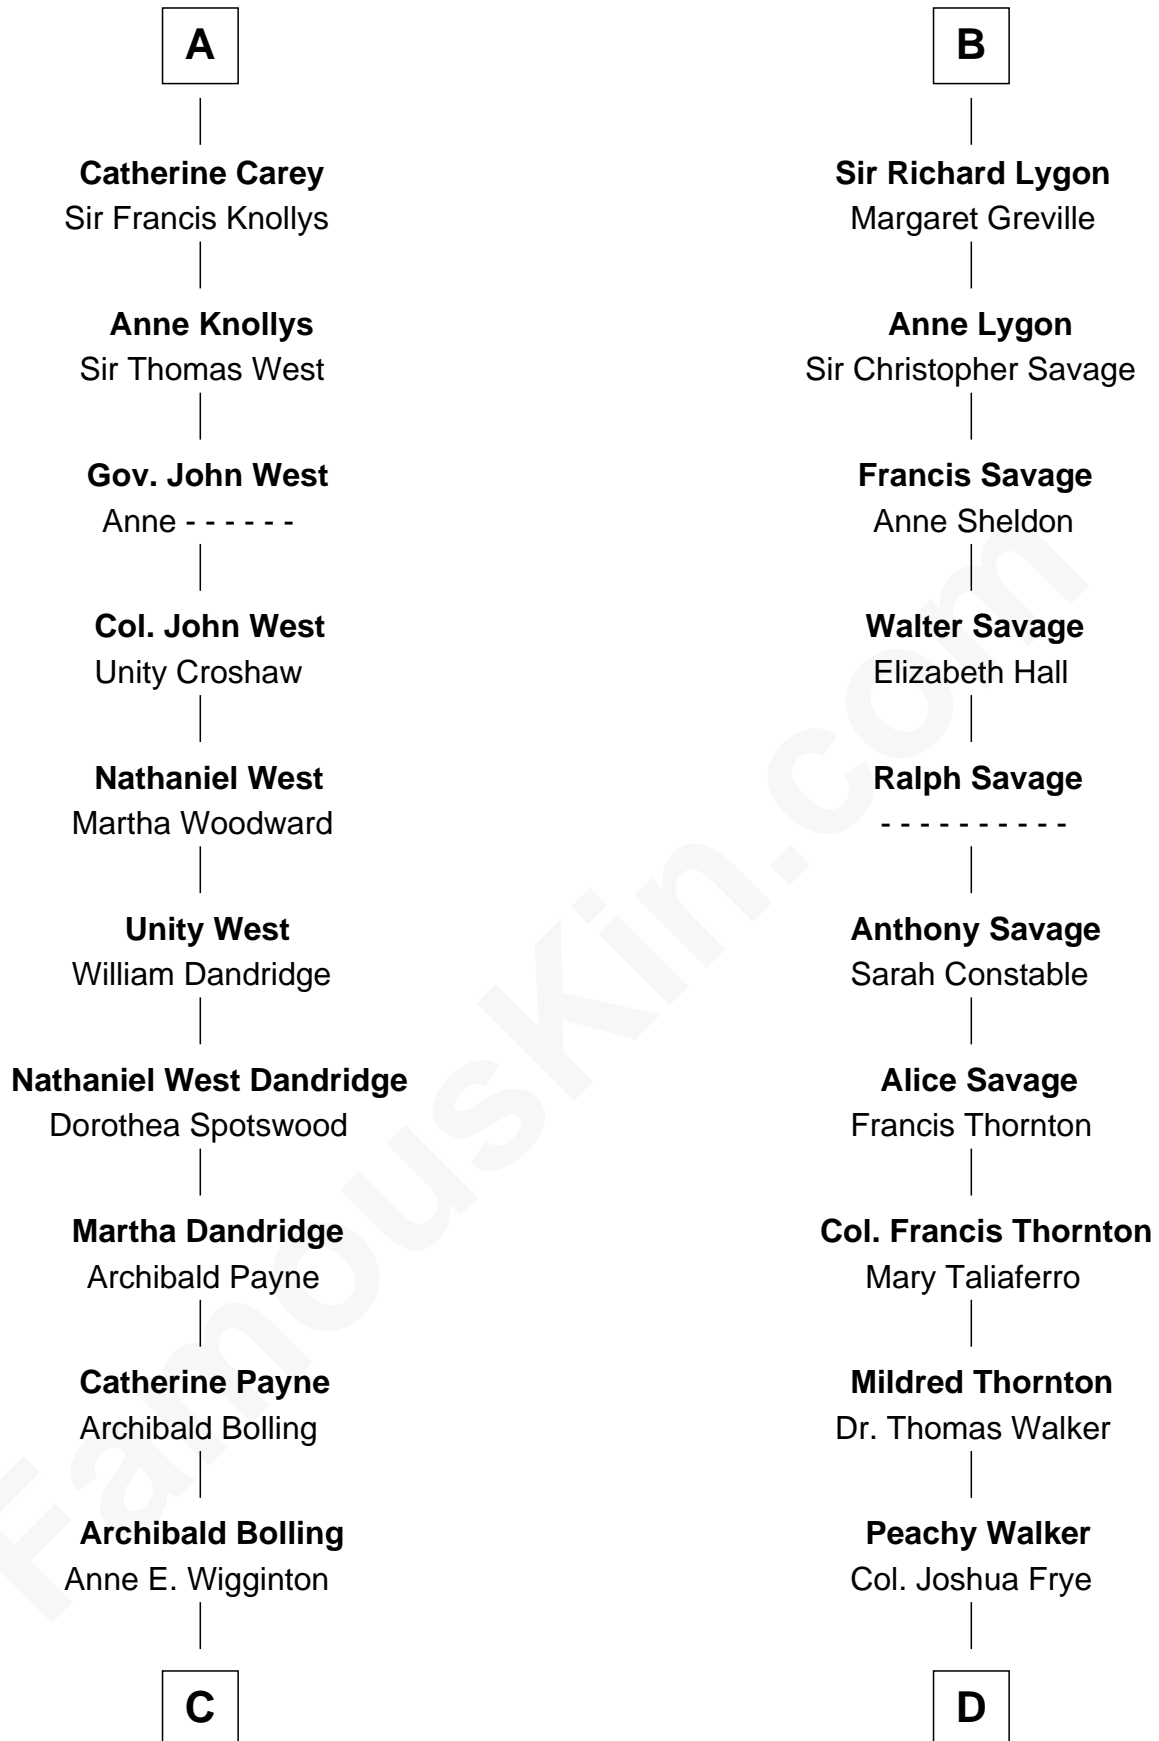 A
Catherine Carey
Sir Francis Knollys
Anne Knollys
Sir Thomas West
Gov. John West
Anne - - - - - -
Col. John West
Unity Croshaw
Nathaniel West
Martha Woodward
Unity West
William Dandridge
Nathaniel West Dandridge
Dorothea Spotswood
Martha Dandridge
Archibald Payne
Catherine Payne
Archibald Bolling
Archibald Bolling
Anne E. Wigginton
C
B
Sir Richard Lygon
Margaret Greville
Anne Lygon
Sir Christopher Savage
Francis Savage
Anne Sheldon
Walter Savage
Elizabeth Hall
Ralph Savage
- - - - - - - - - -
Anthony Savage
Sarah Constable
Alice Savage
Francis Thornton
Col. Francis Thornton
Mary Taliaferro
Mildred Thornton
Dr. Thomas Walker
Peachy Walker
Col. Joshua Frye
D
FamousKin.com